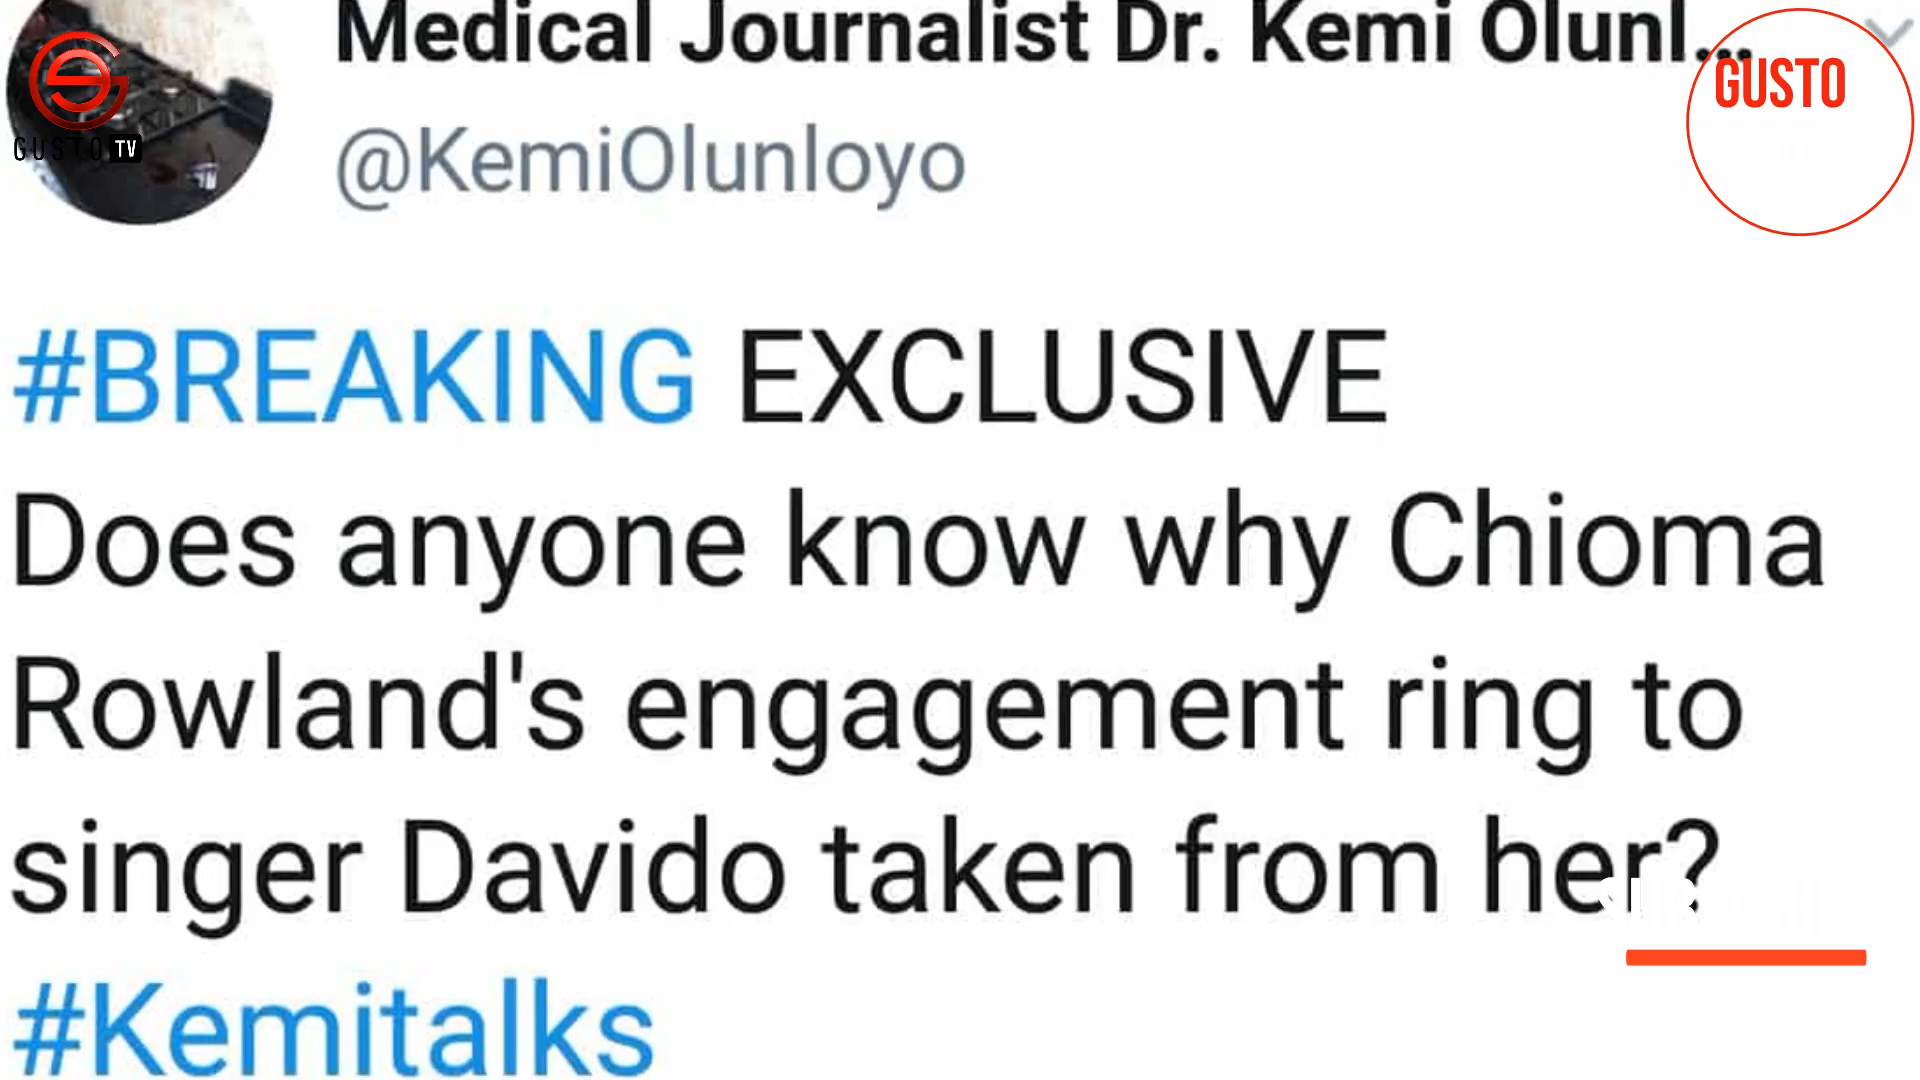 Medical Journalist Dr. Kemi Olunl...
GUSTO
GUSTO TV
@KemiOlunloyo
#BREAKING EXCLUSIVE
Does anyone know why Chioma
Rowland's engagement ring to
singer Davido taken from her?
#Kemitalks